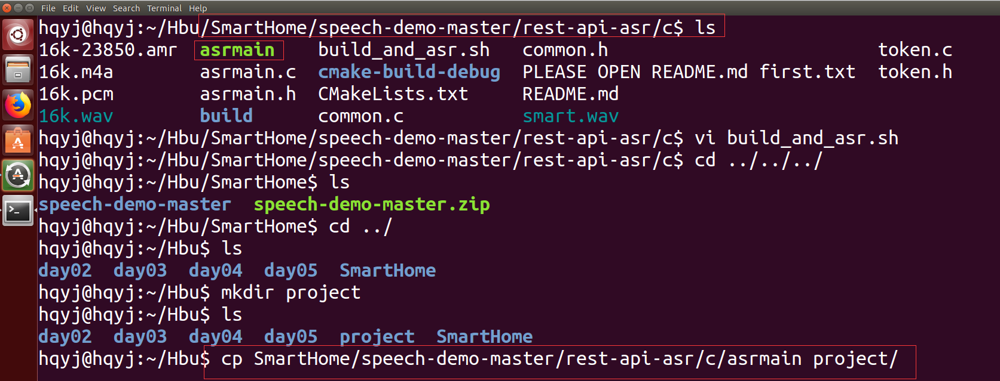 File Edit View Search Terminal Help
hqyj@hqyj:~/Hbu/SmartHome/speech-demo-master/rest-api-asr/c$ ls
16k-23850.amr asrmain build_and_asr.sh common.h token.c
16k.m4a asrmain.c cmake-build-debug PLEASE OPEN README.md first.txt token.h
16k.pcm asrmain.h CMakeLists.txt README.md
16k.wav build common.c smart.wav
hqyj@hqyj:~/Hbu/SmartHome/speech-demo-master/rest-api-asr/c$ vi build_and_asr.sh
hqyj@hqyj:~/Hbu/SmartHome/speech-demo-master/rest-api-asr/c$ cd ../../../
hqyj@hqyj:~/Hbu/SmartHome$ ls
speech-demo-master speech-demo-master.zip
hqyj@hqyj:~/Hbu/SmartHome$ cd ../
hqyj@hqyj:~/Hbu$ ls
day02 day03 day04 day05 SmartHome
hqyj@hqyj:~/Hbu$ mkdir project
hqyj@hqyj:~/Hbu$ ls
day02 day03 day04 day05 project SmartHome
hqyj@hqyj:~/Hbu$ cp SmartHome/speech-demo-master/rest-api-asr/c/asrmain project/